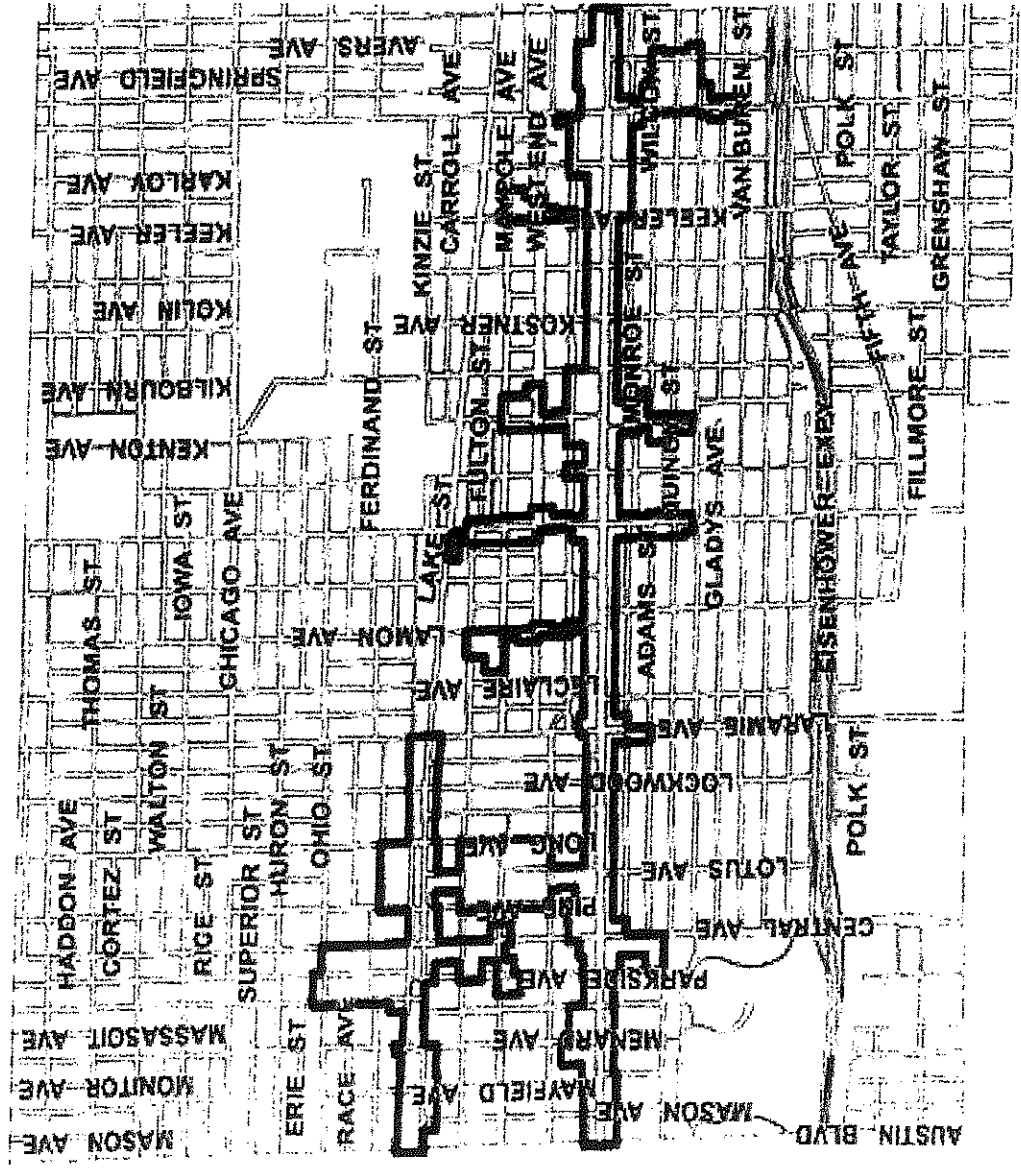 AVERS AVE
SPRINGFIELD AVE
KARLOV AVE
KEELER AVE
KOLIN AVE
KILBOURN AVE
KENTON AVE
KINZIE ST
CARROLL AVE
MAYPOLE AVE
WEST END AVE
WILCOX ST
VAN BUREN ST
POLK ST
TAYLOR ST
GRENSHAW ST
KEELER AVE
KOSTNER AVE
FERDINAND ST
FULTON ST
MONROE ST
QUINCY ST
FIFTH AVE
FILLMORE ST
LAKE ST
GLADYS AVE
ADAMS ST
EISENHOWER EXPY
THOMAS ST
IOWA ST
CHICAGO AVE
LAMON AVE
LECLAIRE AVE
WALTON ST
LARAMIE AVE
LOCKWOOD AVE
POLK ST
HADDON AVE
CORTEZ ST
RICE ST
SUPERIOR ST
HURON ST
OHIO ST
LONG AVE
LOTUS AVE
PINE AVE
CENTRAL AVE
PARKSIDE AVE
MASSASOIT AVE
MENARD AVE
MONITOR AVE
ERIE ST
RACE AVE
MAYFIELD AVE
MASON AVE
MASON AVE
AUSTIN BLVD